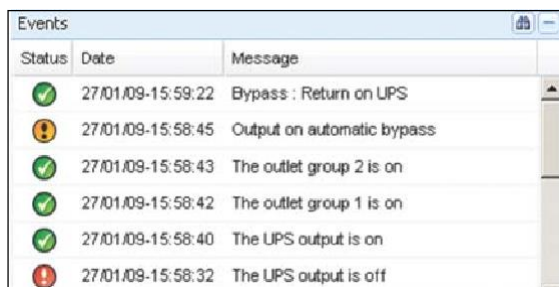 Events
Status Date Message
27/01/09-15:59:22 Bypass : Return on UPS
27/01/09-15:58:45 Output on automatic bypass
27/01/09-15:58:43 The outlet group 2 is on
27/01/09-15:58:42 The outlet group 1 is on
27/01/09-15:58:40 The UPS output is on
27/01/09-15:58:32 The UPS output is off